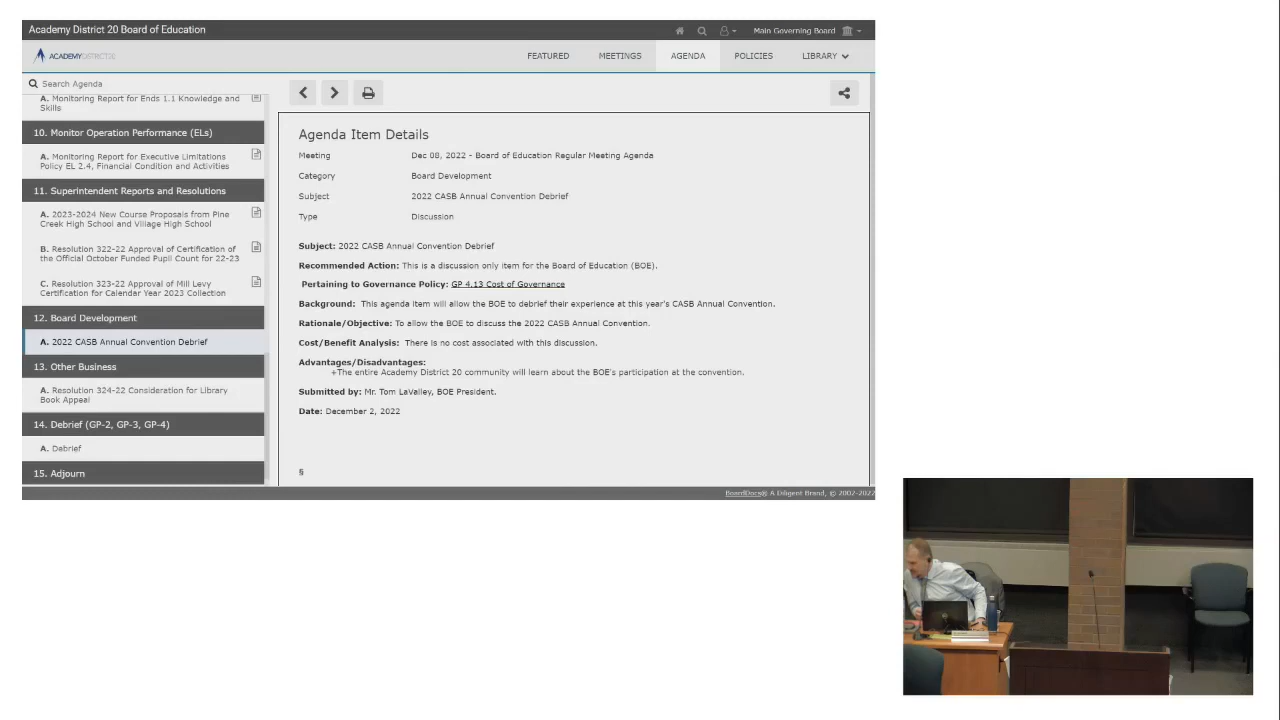 Academy District 20 Board of Education
Main Governing Board
ACADEMYDISTRICT20
FEATURED
MEETINGS
AGENDA
POLICIES
LIBRARY
Search Agenda
A. Monitoring Report for Ends 1.1 Knowledge and
Skills
10. Monitor Operation Performance (ELs)
A. Monitoring Report for Executive Limitations
Policy EL 2.4, Financial Condition and Activities
11. Superintendent Reports and Resolutions
A. 2023-2024 New Course Proposals from Pine
Creek High School and Village High School
B. Resolution 322-22 Approval of Certification of
the Official October Funded Pupil Count for 22-23
C. Resolution 323-22 Approval of Mill Levy
Certification for Calendar Year 2023 Collection
12. Board Development
A. 2022 CASB Annual Convention Debrief
13. Other Business
A. Resolution 324-22 Consideration for Library
Book Appeal
14. Debrief (GP-2, GP-3, GP-4)
A. Debrief
15. Adjourn
Agenda Item Details
Meeting Dec 08, 2022 - Board of Education Regular Meeting Agenda
Category Board Development
Subject 2022 CASB Annual Convention Debrief
Type Discussion
Subject: 2022 CASB Annual Convention Debrief
Recommended Action: This is a discussion only item for the Board of Education (BOE).
Pertaining to Governance Policy: GP 4.13 Cost of Governance
Background: This agenda item will allow the BOE to debrief their experience at this year's CASB Annual Convention.
Rationale/Objective: To allow the BOE to discuss the 2022 CASB Annual Convention.
Cost/Benefit Analysis: There is no cost associated with this discussion.
Advantages/Disadvantages:
+The entire Academy District 20 community will learn about the BOE's participation at the convention.
Submitted by: Mr. Tom LaValley, BOE President.
Date: December 2, 2022
§
BoardDocs® A Diligent Brand, © 2002-2022